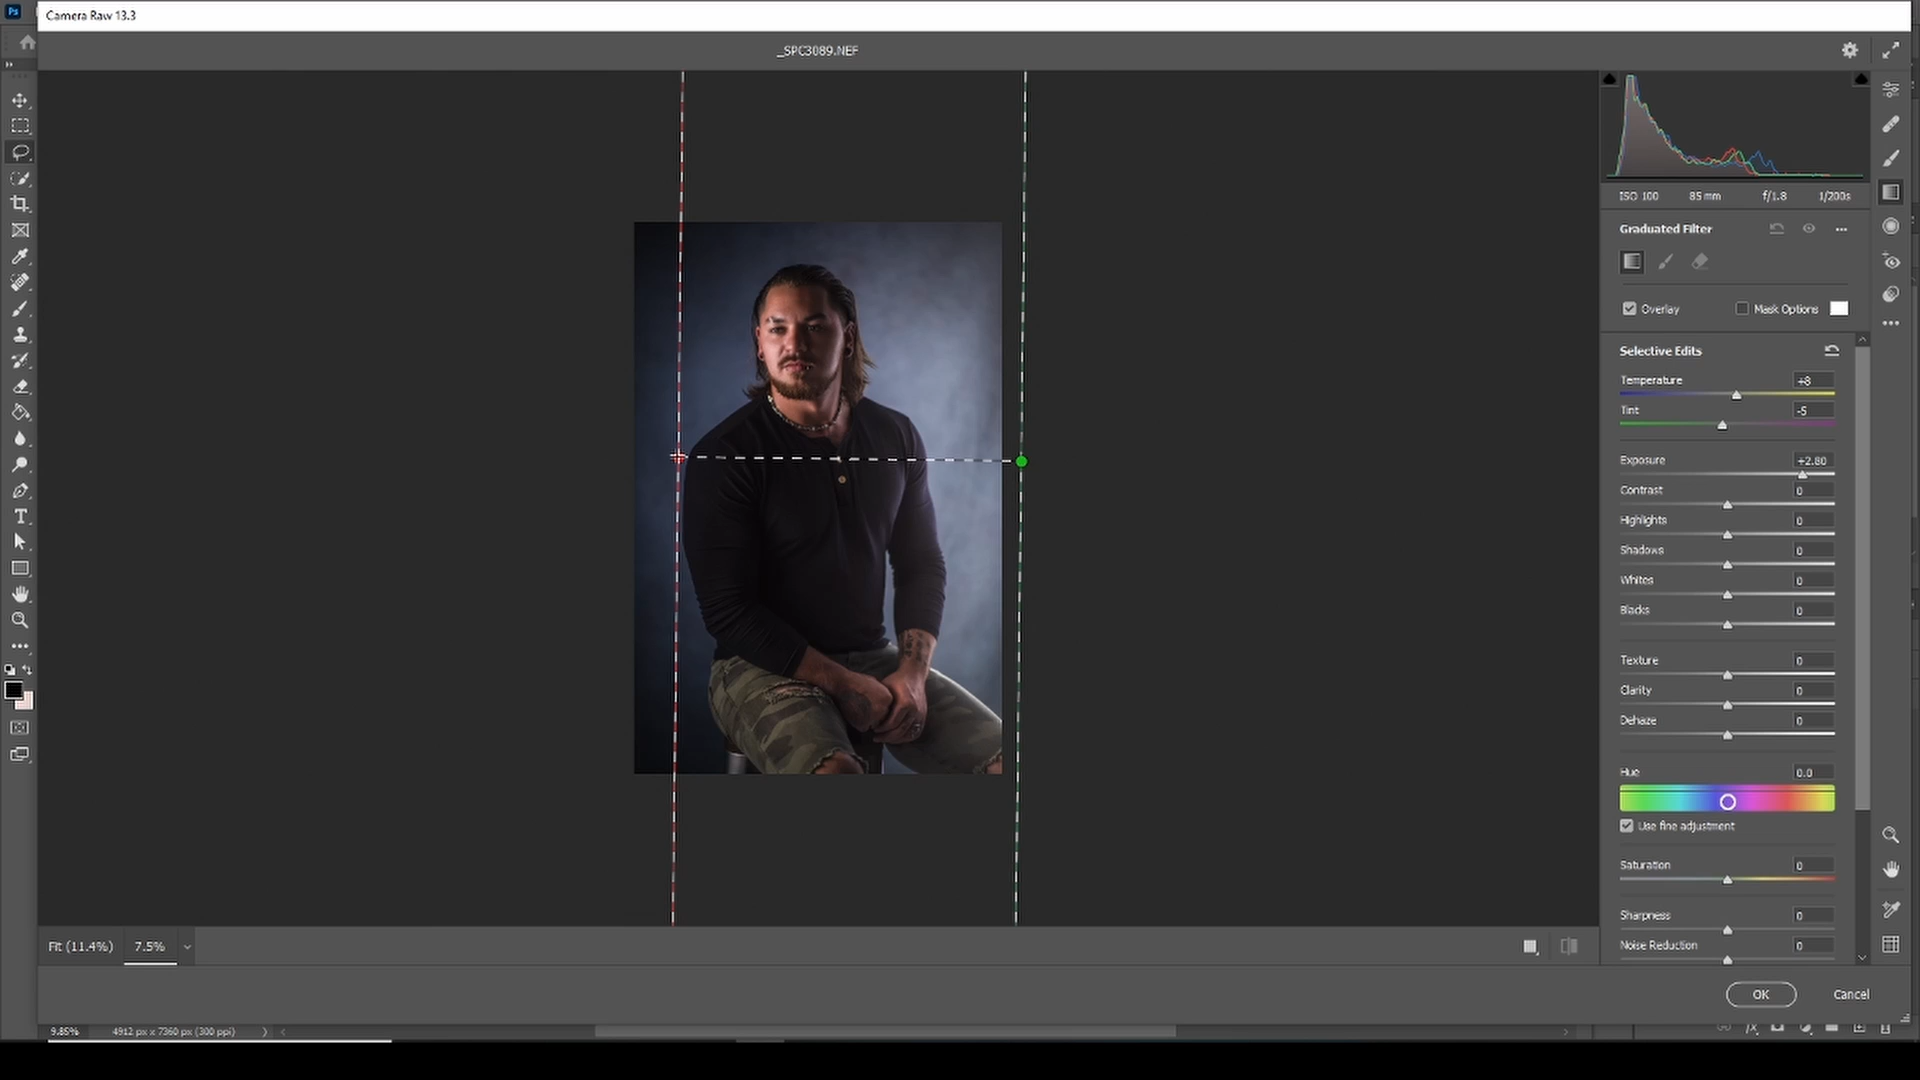 Ps
Camera Raw 13.3
_SPC3089.NEF
ISO 100 85 mm f/1.8 1/200s
Graduated Filter
Overlay Mask Options
Selective Edits
Temperature +8
Tint -5
Exposure +2.80
Contrast 0
Highlights 0
Shadows 0
Whites 0
Blacks 0
Texture 0
Clarity 0
Dehaze 0
Hue 0.0
Use fine adjustment
Saturation 0
Sharpness 0
Noise Reduction 0
Fit (11.4%) 7.5%
OK Cancel
9.85% 4912 px x 7360 px (300 ppi)